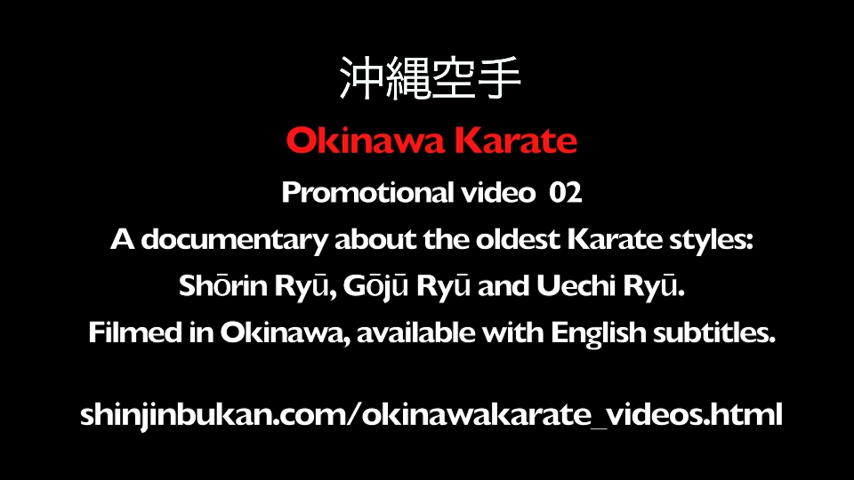 沖縄空手
Okinawa Karate
Promotional video 02
A documentary about the oldest Karate styles:
Shōrin Ryū, Gōjū Ryū and Uechi Ryū.
Filmed in Okinawa, available with English subtitles.
shinjinbukan.com/okinawakarate_videos.html